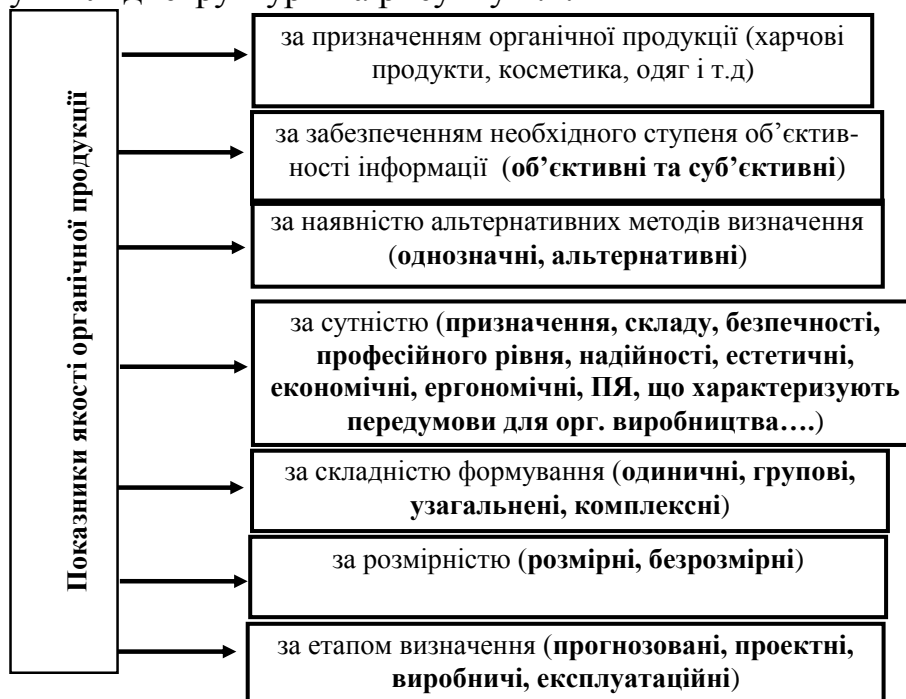 Показники якості органічної продукції
за призначенням органічної продукції (харчові
продукти, косметика, одяг і т.д)
за забезпеченням необхідного ступеня об’єктив-
ності інформації (об’єктивні та суб’єктивні)
за наявністю альтернативних методів визначення
(однозначні, альтернативні)
за сутністю (призначення, складу, безпечності,
професійного рівня, надійності, естетичні,
економічні, ергономічні, ПЯ, що характеризують
передумови для орг. виробництва….)
за складністю формування (одиничні, групові,
узагальнені, комплексні)
за розмірністю (розмірні, безрозмірні)
за етапом визначення (прогнозовані, проектні,
виробничі, експлуатаційні)